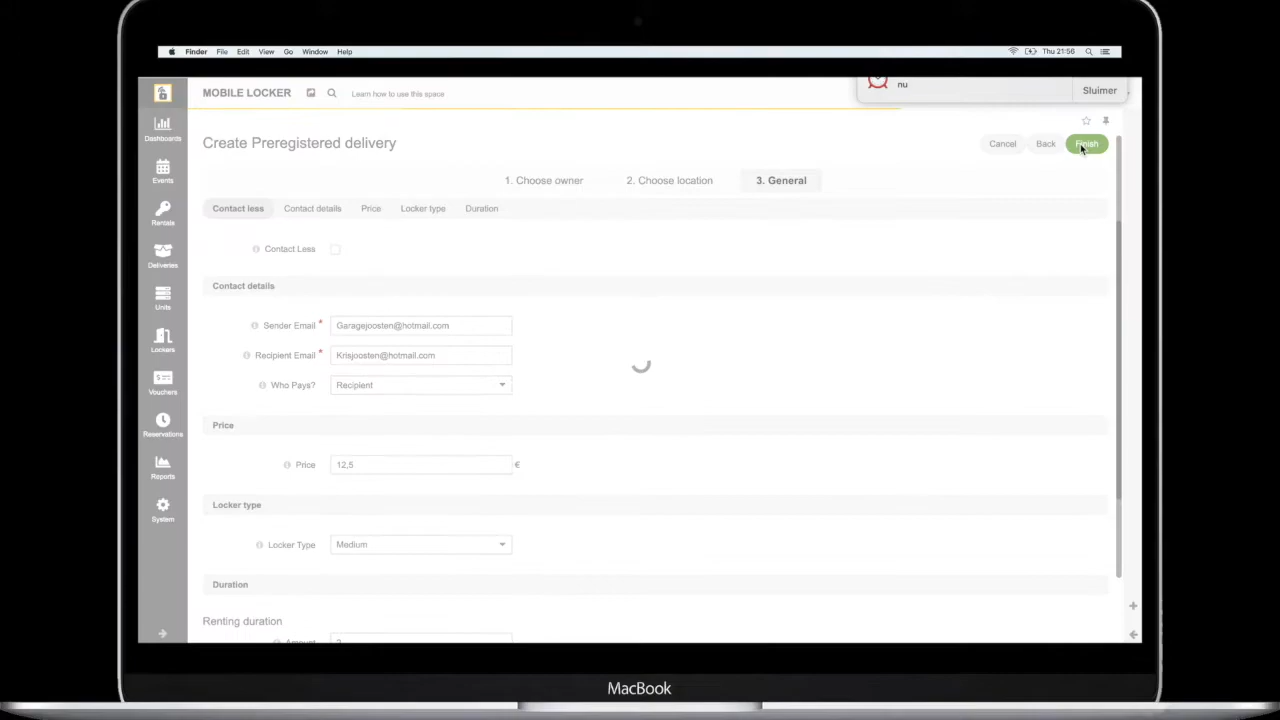 Finder File Edit View Go Window Help Thu 21:56
MOBILE LOCKER Learn how to use this space
nu
Sluimer
Create Preregistered delivery
Cancel Back Finish
1. Choose owner 2. Choose location 3. General
Contact less Contact details Price Locker type Duration
Contact Less
Contact details
Sender Email * Garagejoosten@hotmail.com
Recipient Email * Krisjoosten@hotmail.com
Who Pays? Recipient
Price
Price 12,5 €
Locker type
Locker Type Medium
Duration
Renting duration
Amount
Dashboards
Events
Rentals
Deliveries
Units
Lockers
Vouchers
Reservations
Reports
System
MacBook